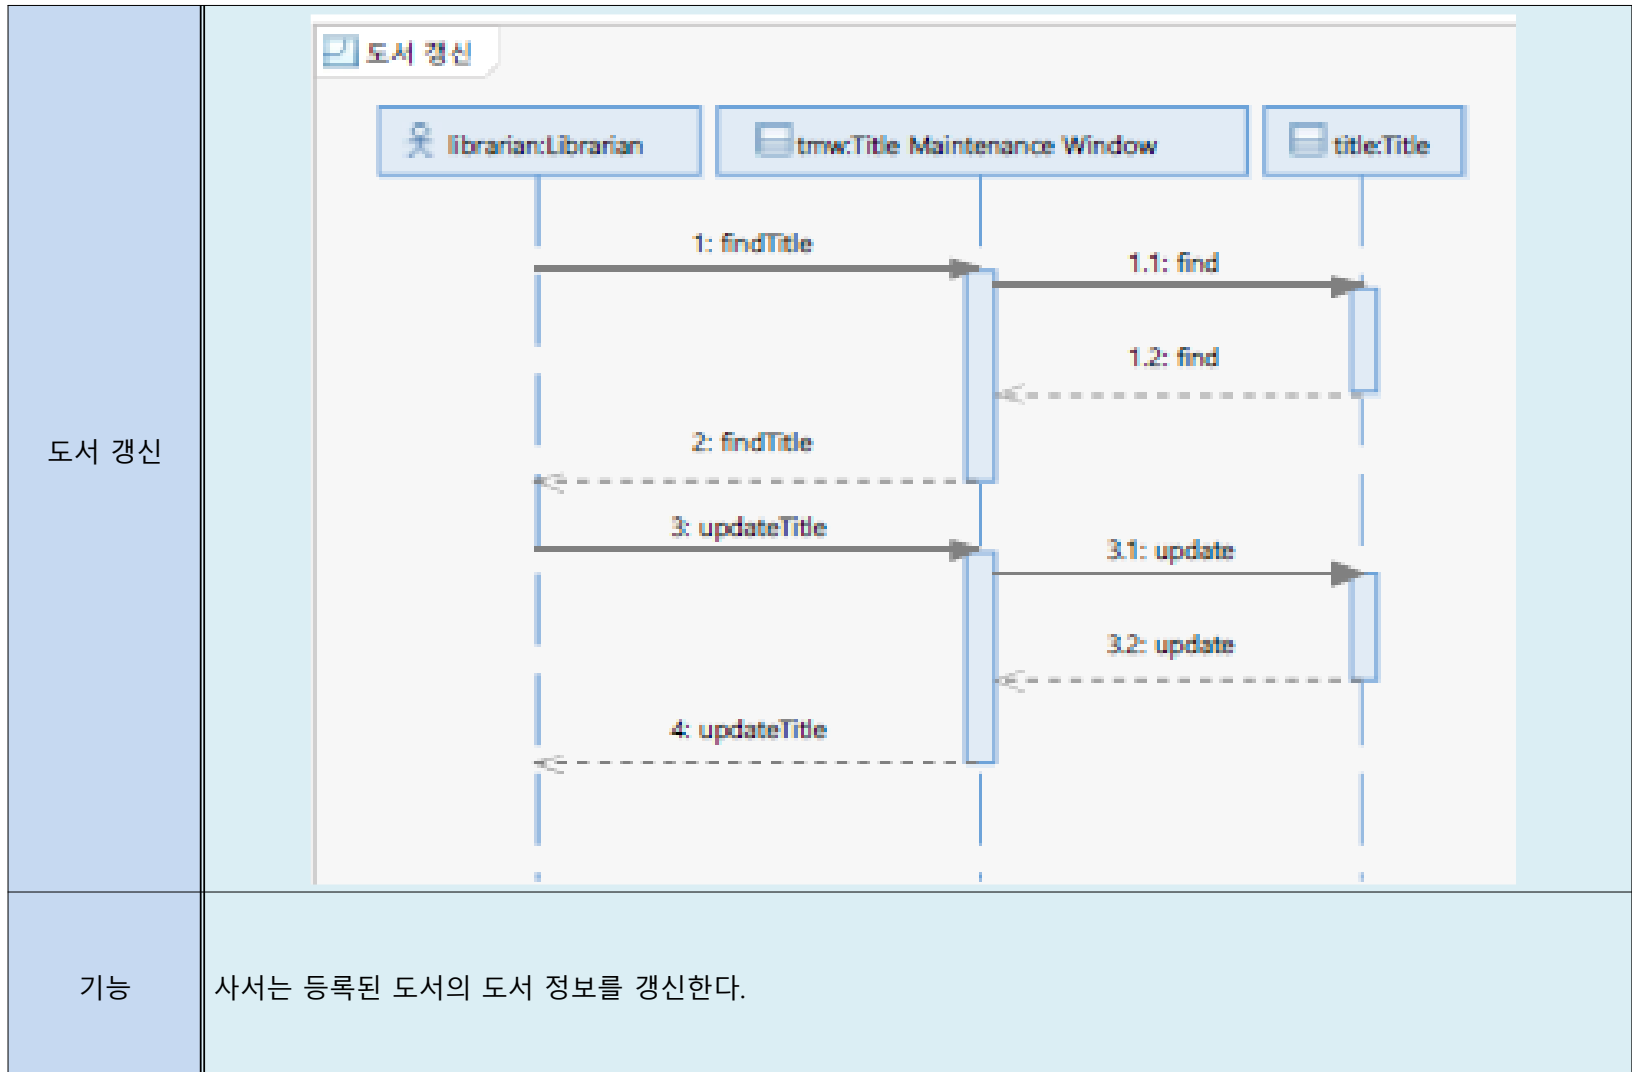 도서 갱신
librarian:Librarian
tmw:Title Maintenance Window
title:Title
1: findTitle
1.1: find
1.2: find
2: findTitle
3: updateTitle
3.1: update
3.2: update
4: updateTitle
도서 갱신
기능
사서는 등록된 도서의 도서 정보를 갱신한다.